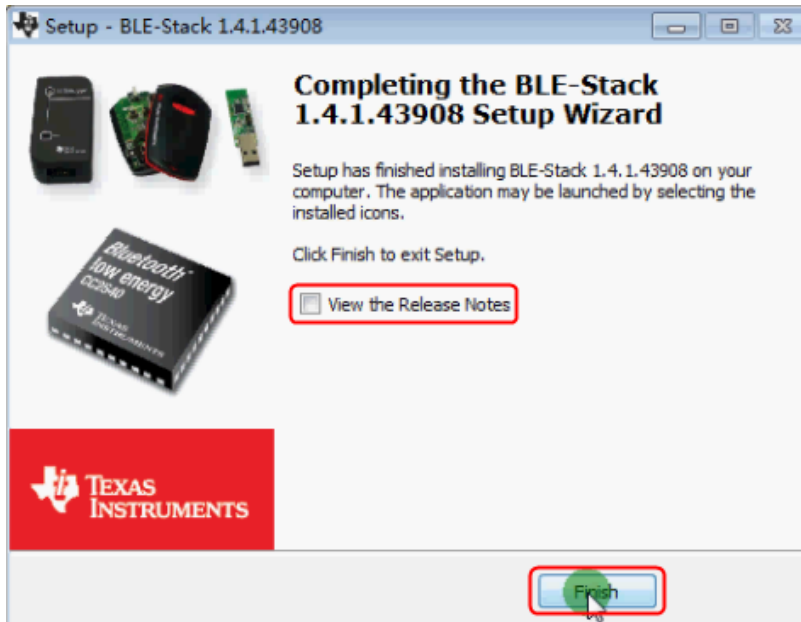 Setup - BLE-Stack 1.4.1.43908
Completing the BLE-Stack
1.4.1.43908 Setup Wizard
Setup has finished installing BLE-Stack 1.4.1.43908 on your
computer. The application may be launched by selecting the
installed icons.
Click Finish to exit Setup.
View the Release Notes
Bluetooth
low energy
CC2540
TEXAS
INSTRUMENTS
TEXAS
INSTRUMENTS
Finish